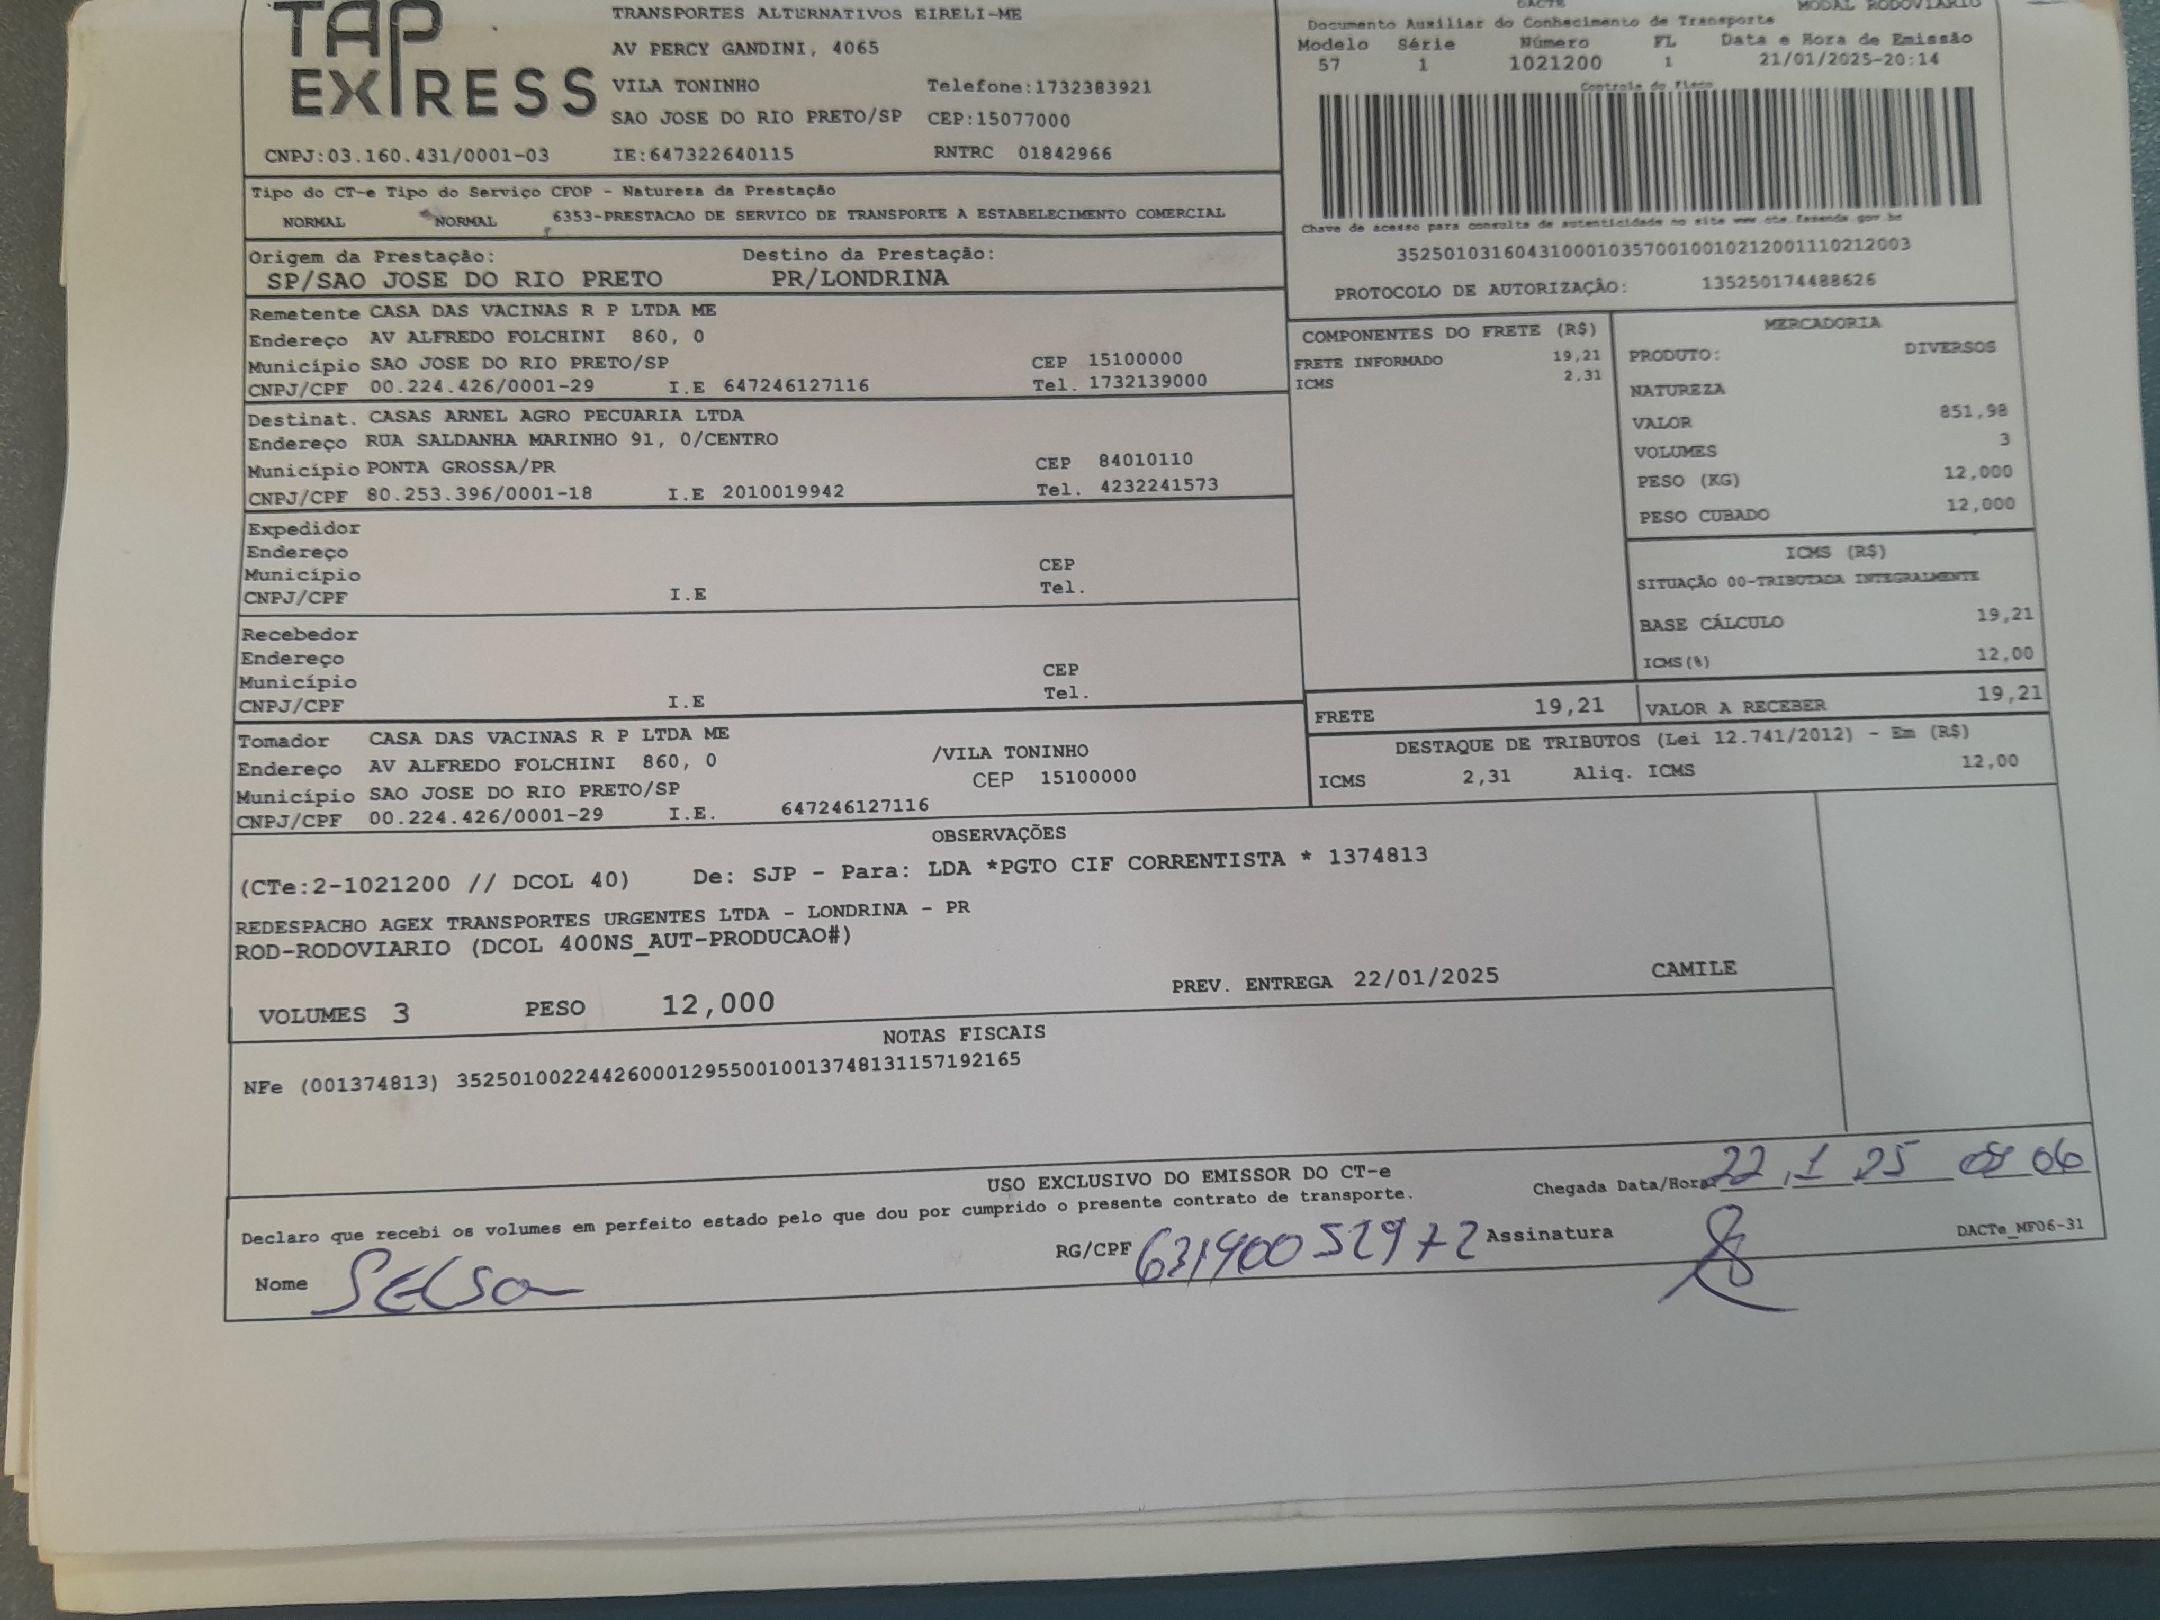 TAP
EXPRESS
TRANSPORTES ALTERNATIVOS EIRELI-ME
AV PERCY GANDINI, 4065
VILA TONINHO Telefone:1732383921
SAO JOSE DO RIO PRETO/SP CEP:15077000
CNPJ:03.160.431/0001-03 IE:647322640115 RNTRC 01842966
DACTE MODAL RODOVIÁRIO
Documento Auxiliar do Conhecimento de Transporte
Modelo Série Número FL Data e Hora de Emissão
57 1 1021200 1 21/01/2025-20:14
Controle do Fisco
Chave de acesso para consulta de autenticidade no site www.cte.fazenda.gov.br
35250103160431000103570010010212001110212003
PROTOCOLO DE AUTORIZAÇÃO: 135250174488626
Tipo do CT-e Tipo do Serviço CFOP - Natureza da Prestação
NORMAL NORMAL 6353-PRESTACAO DE SERVICO DE TRANSPORTE A ESTABELECIMENTO COMERCIAL
Origem da Prestação: Destino da Prestação:
SP/SAO JOSE DO RIO PRETO PR/LONDRINA
Remetente CASA DAS VACINAS R P LTDA ME
Endereço AV ALFREDO FOLCHINI 860, 0
Município SAO JOSE DO RIO PRETO/SP CEP 15100000
CNPJ/CPF 00.224.426/0001-29 I.E 647246127116 Tel. 1732139000
Destinat. CASAS ARNEL AGRO PECUARIA LTDA
Endereço RUA SALDANHA MARINHO 91, 0/CENTRO
Município PONTA GROSSA/PR CEP 84010110
CNPJ/CPF 80.253.396/0001-18 I.E 2010019942 Tel. 4232241573
Expedidor
Endereço
Município CEP
CNPJ/CPF I.E Tel.
Recebedor
Endereço
Município CEP
CNPJ/CPF I.E Tel.
Tomador CASA DAS VACINAS R P LTDA ME
Endereço AV ALFREDO FOLCHINI 860, 0 /VILA TONINHO
Município SAO JOSE DO RIO PRETO/SP CEP 15100000
CNPJ/CPF 00.224.426/0001-29 I.E. 647246127116
COMPONENTES DO FRETE (R$)
FRETE INFORMADO 19,21
ICMS 2,31
MERCADORIA
PRODUTO: DIVERSOS
NATUREZA
VALOR 851,98
VOLUMES 3
PESO (KG) 12,000
PESO CUBADO 12,000
ICMS (R$)
SITUAÇÃO 00-TRIBUTADA INTEGRALMENTE
BASE CÁLCULO 19,21
ICMS(%) 12,00
FRETE 19,21 VALOR A RECEBER 19,21
DESTAQUE DE TRIBUTOS (Lei 12.741/2012) - Em (R$)
ICMS 2,31 Aliq. ICMS 12,00
OBSERVAÇÕES
(CTe:2-1021200 // DCOL 40) De: SJP - Para: LDA *PGTO CIF CORRENTISTA * 1374813
REDESPACHO AGEX TRANSPORTES URGENTES LTDA - LONDRINA - PR
ROD-RODOVIARIO (DCOL 400NS_AUT-PRODUCAO#)
VOLUMES 3 PESO 12,000 PREV. ENTREGA 22/01/2025 CAMILE
NOTAS FISCAIS
NFe (001374813) 35250100224426000129550010013748131157192165
USO EXCLUSIVO DO EMISSOR DO CT-e
Declaro que recebi os volumes em perfeito estado pelo que dou por cumprido o presente contrato de transporte.
Chegada Data/Hora: 22 1 25 08 06
Nome SELSO RG/CPF 63190052972 Assinatura
DACTe_MF06-31